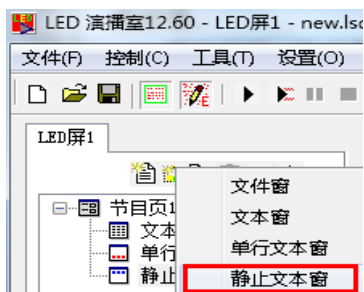 LED 演播室12.60 - LED屏1 - new.lsc
文件(F) 控制(C) 工具(T) 设置(O)
LED屏1
文件窗
节目页1
文本窗
文本
单行文本窗
单行
静止文本窗
静止